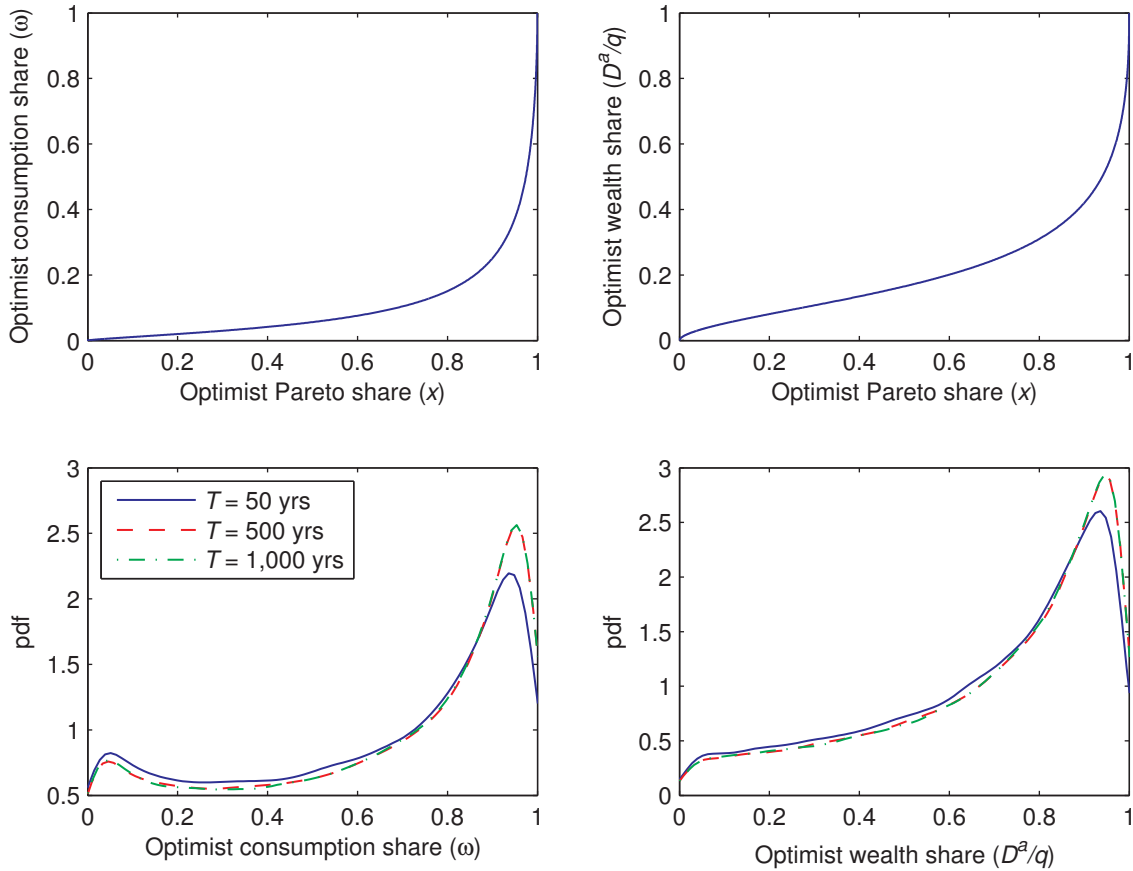 Optimist consumption share (ω)
1
0.8
0.6
0.4
0.2
0
0 0.2 0.4 0.6 0.8 1
Optimist Pareto share (x)
Optimist wealth share (Dᵃ/q)
1
0.8
0.6
0.4
0.2
0
0 0.2 0.4 0.6 0.8 1
Optimist Pareto share (x)
pdf
3
2.5
2
1.5
1
0.5
T = 50 yrs
T = 500 yrs
T = 1,000 yrs
0 0.2 0.4 0.6 0.8 1
Optimist consumption share (ω)
pdf
3
2.5
2
1.5
1
0.5
0
0 0.2 0.4 0.6 0.8 1
Optimist wealth share (Dᵃ/q)